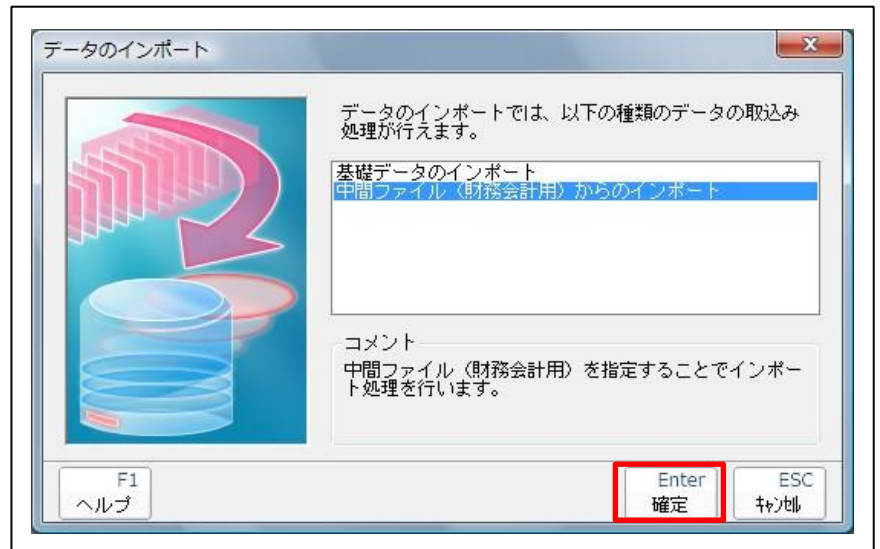 データのインポート
データのインポートでは、以下の種類のデータの取込み
処理が行えます。
基礎データのインポート
中間ファイル（財務会計用）からのインポート
コメント
中間ファイル（財務会計用）を指定することでインポー
ト処理を行います。
F1
ヘルプ
Enter
確定
ESC
ｷｬﾝｾﾙ